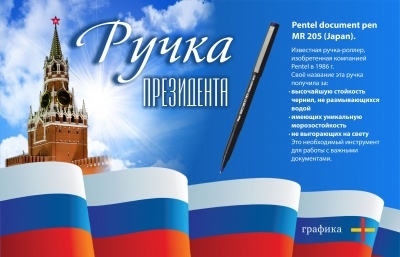 Ручка
ПРЕЗИДЕНТА
Pentel document pen
MR 205 (Japan).
Известная ручка-роллер,
изобретенная компанией
Pentel в 1986 г.
Своё название эта ручка
получила за:
· высочайшую стойкость
чернил, не размывающихся
водой
· имеющих уникальную
морозостойкость
· не выгорающих на свету
Это необходимый инструмент
для работы с важными
документами.
графика